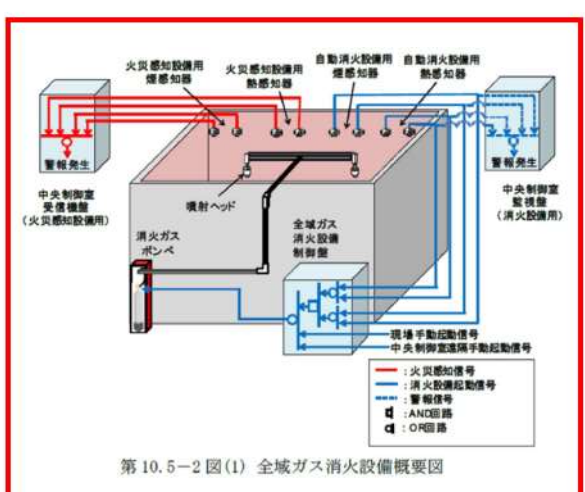 火災感知設備用
煙感知器
火災感知設備用
熱感知器
自動消火設備用
煙感知器
自動消火設備用
熱感知器
警報発生
中央制御室
受信機盤
(火災感知設備用)
警報発生
中央制御室
監視盤
(消火設備用)
噴射ヘッド
消火ガス
ボンベ
全域ガス
消火設備
制御盤
現場手動起動信号
中央制御室遠隔手動起動信号
:火災感知信号
:消火設備起動信号
:警報信号
:AND回路
:OR回路
第10.5-2図(1) 全域ガス消火設備概要図